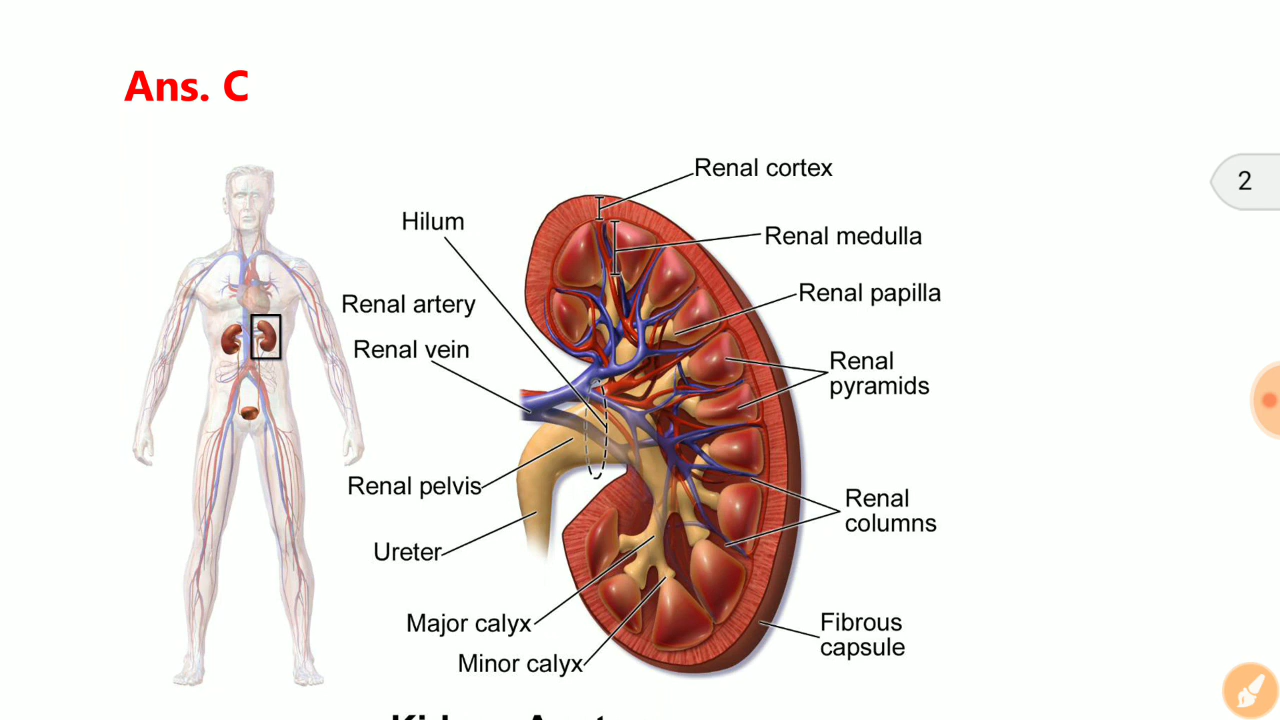 Ans. C
2
Renal cortex
Hilum
Renal medulla
Renal papilla
Renal artery
Renal vein
Renal
pyramids
Renal pelvis
Renal
columns
Ureter
Major calyx
Fibrous
capsule
Minor calyx